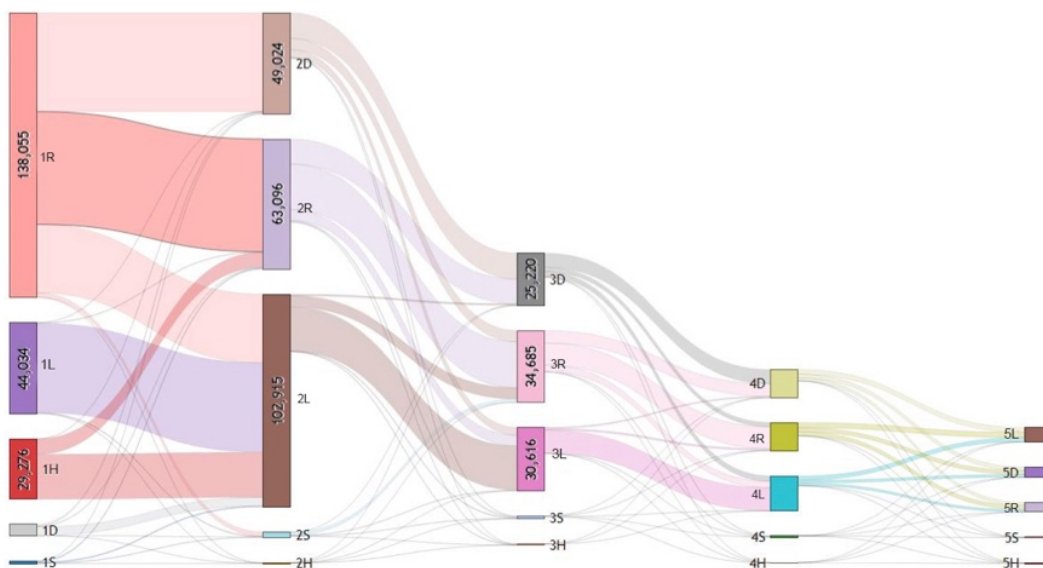 138,055
1R
44,034
1L
29,276
1H
1D
1S
49,024
2D
63,096
2R
102,915
2L
2S
2H
25,220
3D
34,685
3R
30,616
3L
3S
3H
4D
4R
4L
4S
4H
5L
5D
5R
5S
5H